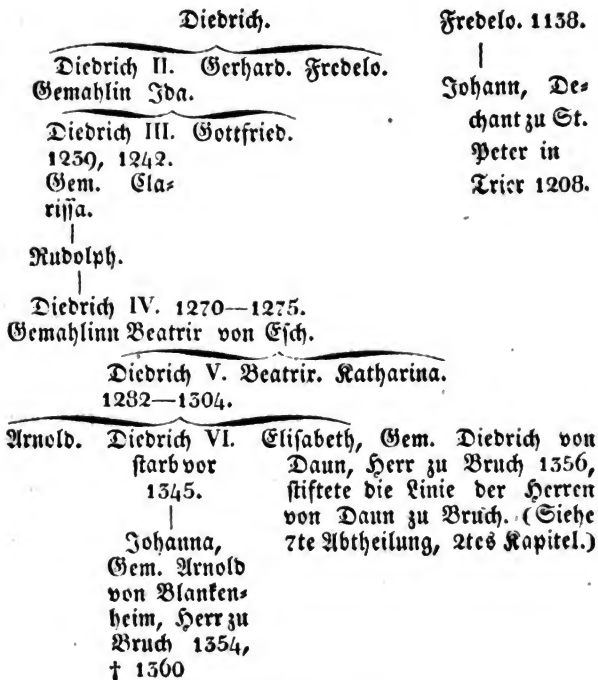 Diedrich.
Diedrich II. Gerhard. Fredelo.
Gemahlin Ida.
Diedrich III. Gottfried.
1239, 1242.
Gem. Cla⸗
rissa.
Rudolph.
Diedrich IV. 1270—1275.
Gemahlinn Beatrix von Esch.
Diedrich V. Beatrix. Katharina.
1282—1304.
Arnold. Diedrich VI.
starb vor
1345.
Johanna,
Gem. Arnold
von Blanken⸗
heim, Herr zu
Bruch 1354,
† 1360
Elisabeth, Gem. Diedrich von
Daun, Herr zu Bruch 1356,
stiftete die Linie der Herren
von Daun zu Bruch. (Siehe
7te Abtheilung, 2tes Kapitel.)
Fredelo. 1138.
Johann, De⸗
chant zu St.
Peter in
Trier 1208.